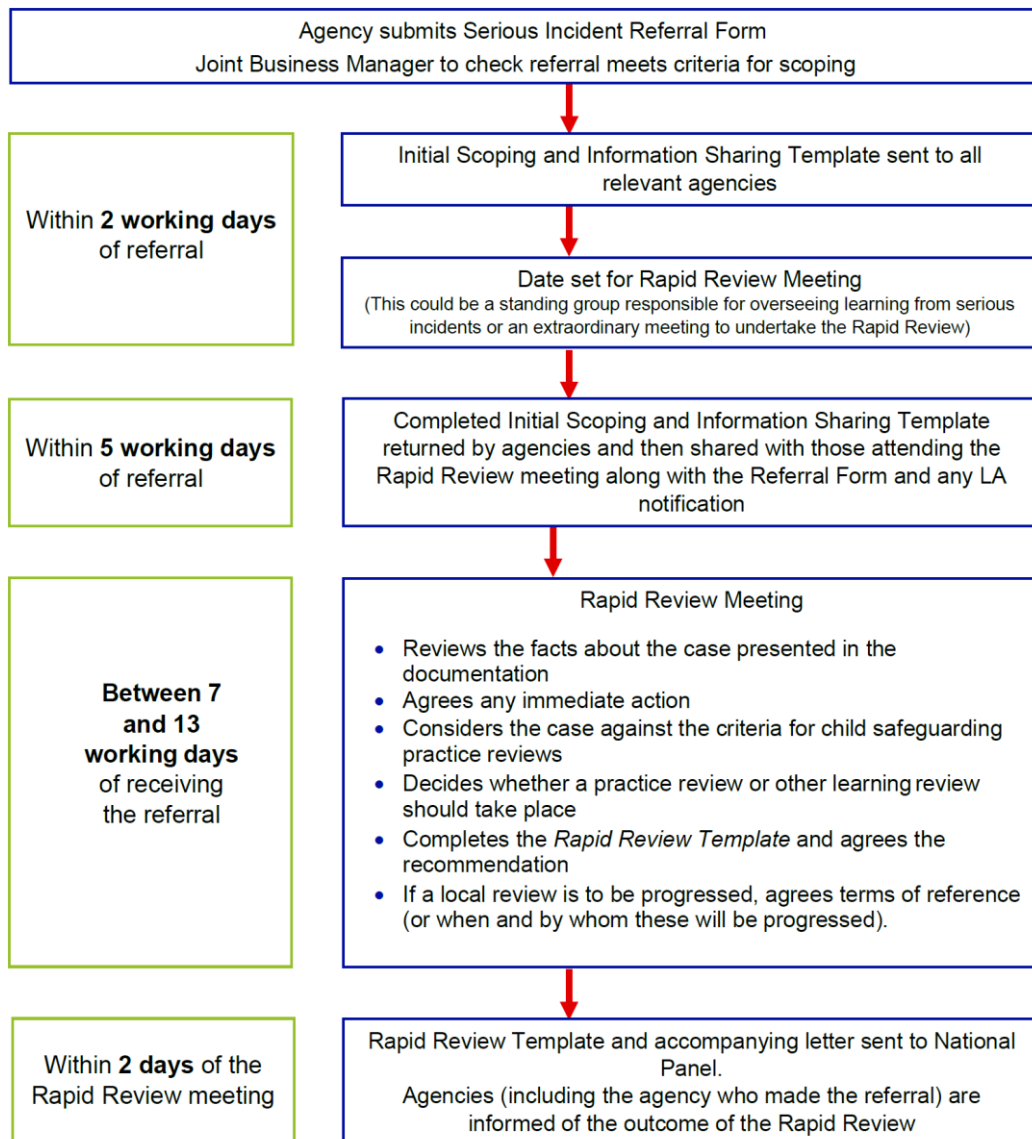 Agency submits Serious Incident Referral Form
Joint Business Manager to check referral meets criteria for scoping
Within 2 working days
of referral
Initial Scoping and Information Sharing Template sent to all
relevant agencies
Date set for Rapid Review Meeting
(This could be a standing group responsible for overseeing learning from serious
incidents or an extraordinary meeting to undertake the Rapid Review)
Within 5 working days
of referral
Completed Initial Scoping and Information Sharing Template
returned by agencies and then shared with those attending the
Rapid Review meeting along with the Referral Form and any LA
notification
Between 7
and 13
working days
of receiving
the referral
Rapid Review Meeting
• Reviews the facts about the case presented in the
documentation
• Agrees any immediate action
• Considers the case against the criteria for child safeguarding
practice reviews
• Decides whether a practice review or other learning review
should take place
• Completes the Rapid Review Template and agrees the
recommendation
• If a local review is to be progressed, agrees terms of reference
(or when and by whom these will be progressed).
Within 2 days of the
Rapid Review meeting
Rapid Review Template and accompanying letter sent to National
Panel.
Agencies (including the agency who made the referral) are
informed of the outcome of the Rapid Review